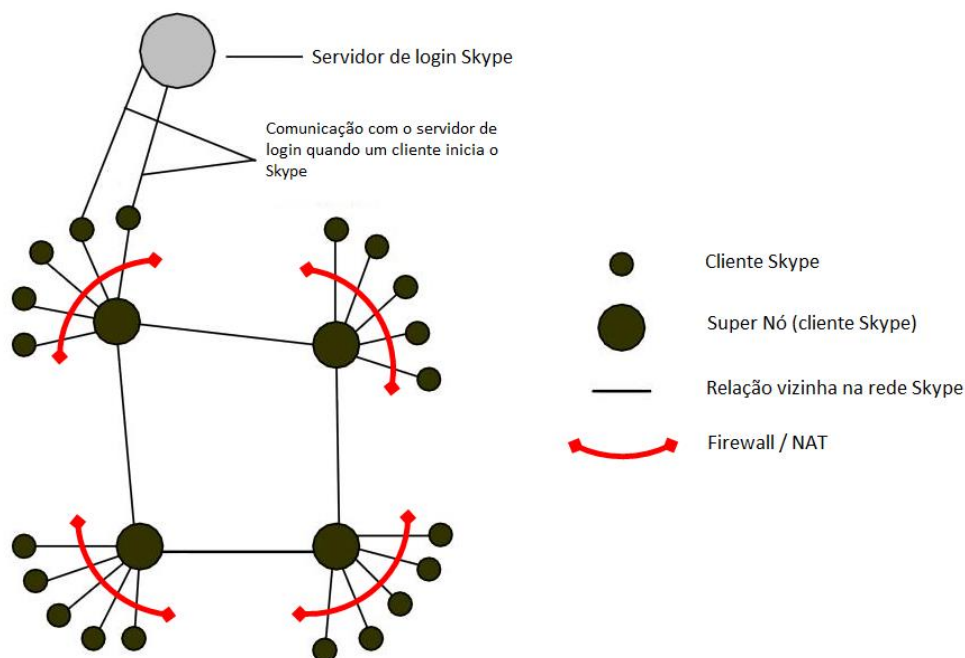 Servidor de login Skype
Comunicação com o servidor de
login quando um cliente inicia o
Skype
Cliente Skype
Super Nó (cliente Skype)
Relação vizinha na rede Skype
Firewall / NAT